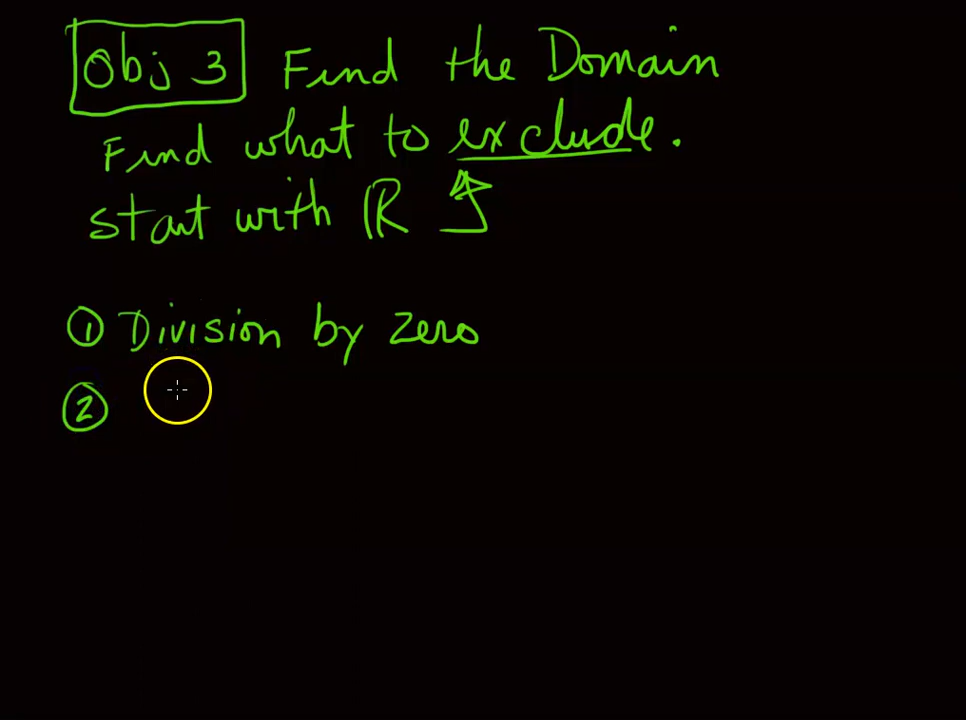 Obj 3 Find the Domain
Find what to exclude.
start with ℝ
① Division by zero
②